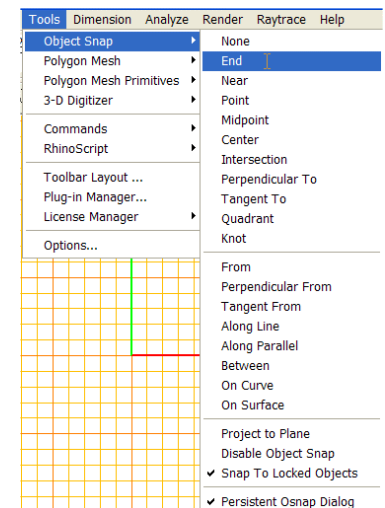 Tools Dimension Analyze Render Raytrace Help
Object Snap
Polygon Mesh
Polygon Mesh Primitives
3-D Digitizer
Commands
RhinoScript
Toolbar Layout ...
Plug-in Manager...
License Manager
Options...
None
End
Near
Point
Midpoint
Center
Intersection
Perpendicular To
Tangent To
Quadrant
Knot
From
Perpendicular From
Tangent From
Along Line
Along Parallel
Between
On Curve
On Surface
Project to Plane
Disable Object Snap
Snap To Locked Objects
Persistent Osnap Dialog